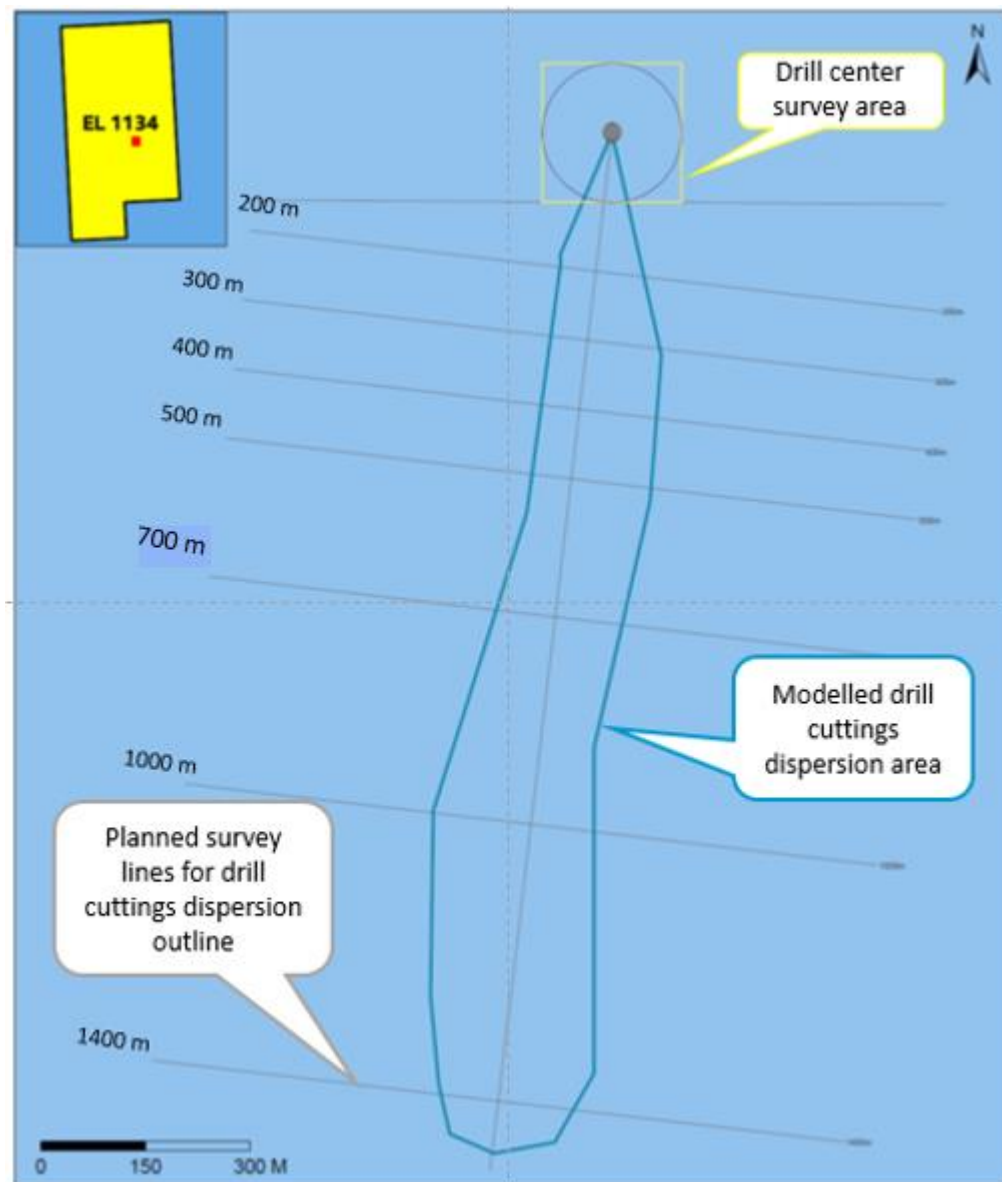 EL 1134
N
Drill center
survey area
200 m
300 m
400 m
500 m
700 m
Modelled drill
cuttings
dispersion area
1000 m
Planned survey
lines for drill
cuttings dispersion
outline
1400 m
0 150 300 M